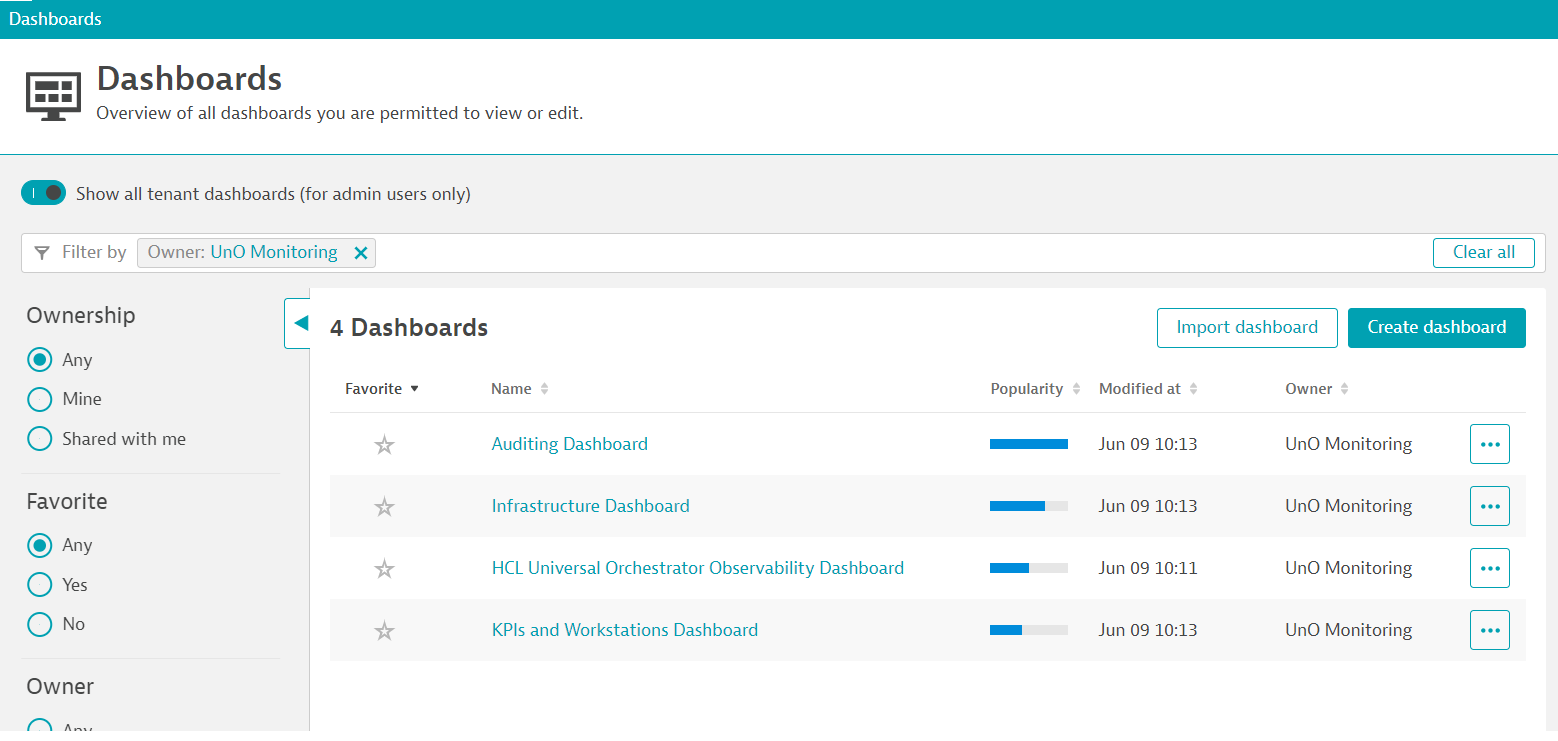 Dashboards
Dashboards
Overview of all dashboards you are permitted to view or edit.
Show all tenant dashboards (for admin users only)
Filter by Owner: UnO Monitoring Clear all
Ownership
Any
Mine
Shared with me
Favorite
Any
Yes
No
Owner
Any
4 Dashboards Import dashboard Create dashboard
Favorite Name Popularity Modified at Owner
Auditing Dashboard Jun 09 10:13 UnO Monitoring
Infrastructure Dashboard Jun 09 10:13 UnO Monitoring
HCL Universal Orchestrator Observability Dashboard Jun 09 10:11 UnO Monitoring
KPIs and Workstations Dashboard Jun 09 10:13 UnO Monitoring